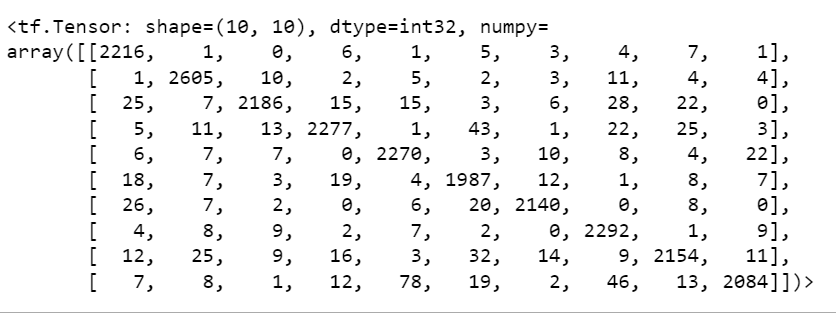 <tf.Tensor: shape=(10, 10), dtype=int32, numpy=
array([[2216,    1,    0,    6,    1,    5,    3,    4,    7,    1],
       [   1, 2605,   10,    2,    5,    2,    3,   11,    4,    4],
       [  25,    7, 2186,   15,   15,    3,    6,   28,   22,    0],
       [   5,   11,   13, 2277,    1,   43,    1,   22,   25,    3],
       [   6,    7,    7,    0, 2270,    3,   10,    8,    4,   22],
       [  18,    7,    3,   19,    4, 1987,   12,    1,    8,    7],
       [  26,    7,    2,    0,    6,   20, 2140,    0,    8,    0],
       [   4,    8,    9,    2,    7,    2,    0, 2292,    1,    9],
       [  12,   25,    9,   16,    3,   32,   14,    9, 2154,   11],
       [   7,    8,    1,   12,   78,   19,    2,   46,   13, 2084]])>